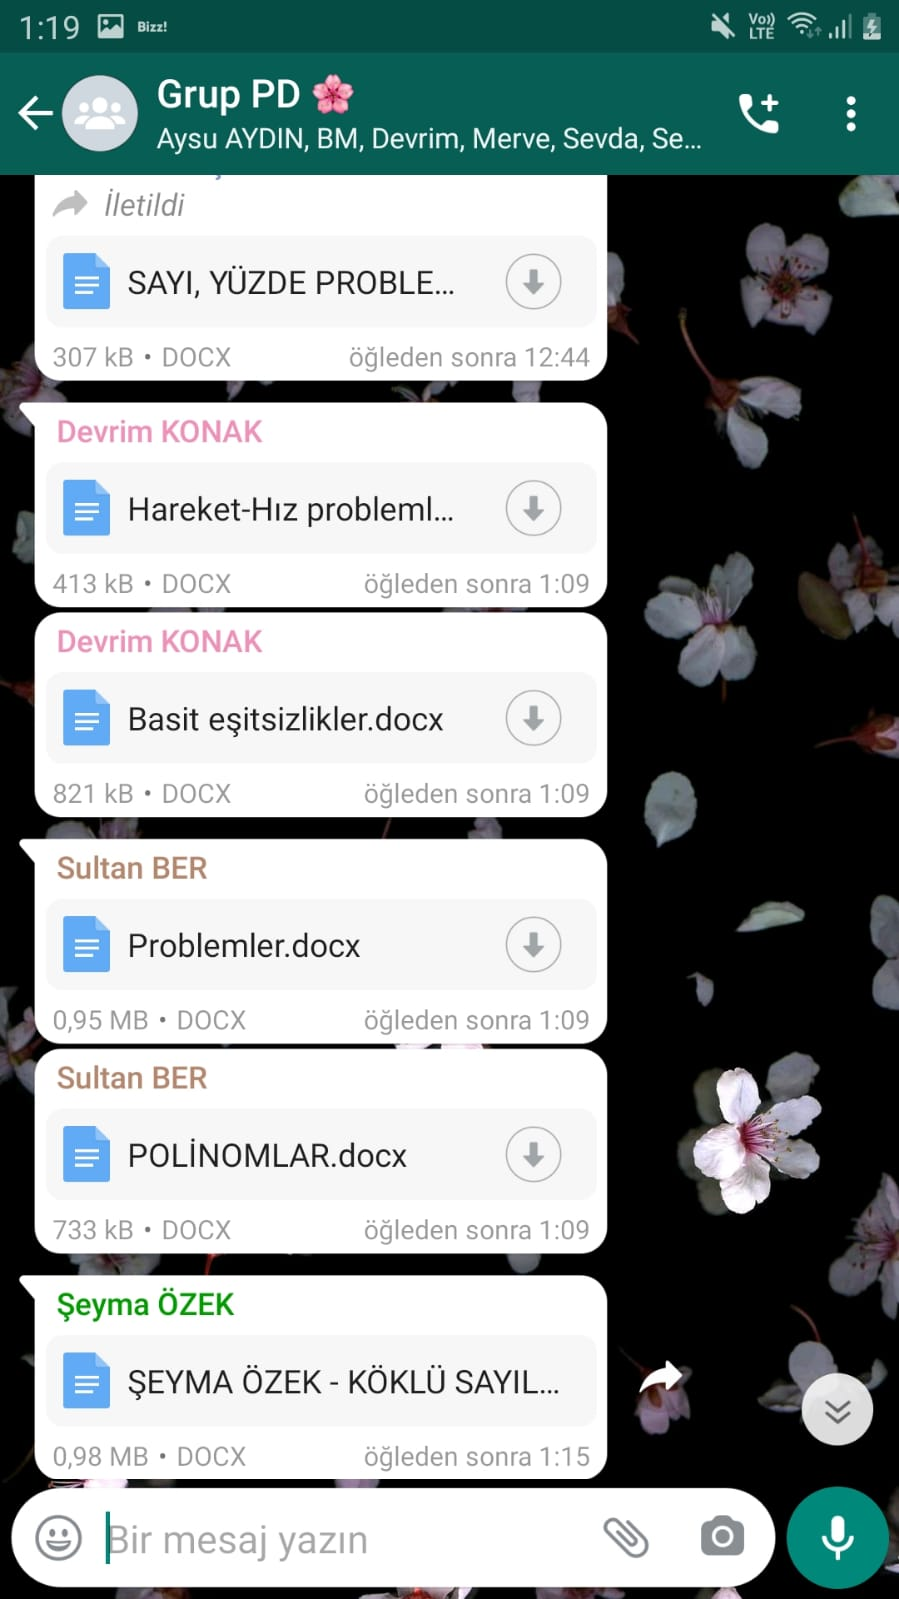 1:19 Bizz! Vo)) LTE
Grup PD 🌸
Aysu AYDIN, BM, Devrim, Merve, Sevda, Se...
İletildi
SAYI, YÜZDE PROBLE...
307 kB • DOCX öğleden sonra 12:44
Devrim KONAK
Hareket-Hız probleml...
413 kB • DOCX öğleden sonra 1:09
Devrim KONAK
Basit eşitsizlikler.docx
821 kB • DOCX öğleden sonra 1:09
Sultan BER
Problemler.docx
0,95 MB • DOCX öğleden sonra 1:09
Sultan BER
POLİNOMLAR.docx
733 kB • DOCX öğleden sonra 1:09
Şeyma ÖZEK
ŞEYMA ÖZEK - KÖKLÜ SAYIL...
0,98 MB • DOCX öğleden sonra 1:15
Bir mesaj yazın